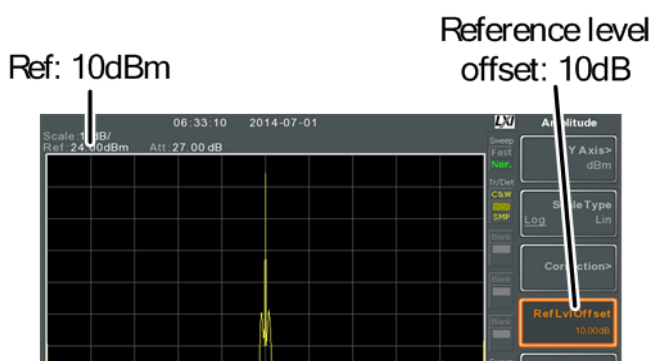 Reference level
offset: 10dB
Ref: 10dBm
06:33:10 2014-07-01
LXI
Amplitude
Ref: 24.00dBm Att: 27.00 dB
Sweep
Fast
Nor.
Tr/Det
C&W
SMP
Blank
Blank
Blank
Y Axis>
dBm
Scale Type
Log Lin
Correction>
Ref Lvl Offset
10.00dB